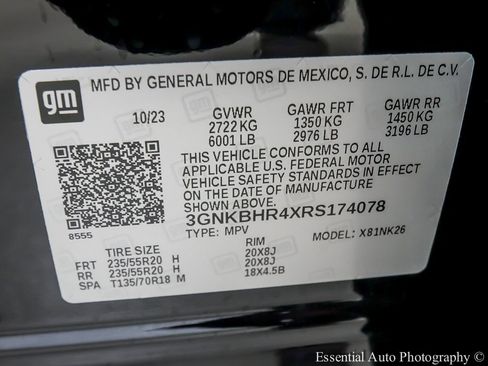 gm
MFD BY GENERAL MOTORS DE MEXICO, S. DE R.L. DE C.V.
10/23 GVWR GAWR FRT GAWR RR
2722 KG 1350 KG 1450 KG
6001 LB 2976 LB 3196 LB
THIS VEHICLE CONFORMS TO ALL
APPLICABLE U.S. FEDERAL MOTOR
VEHICLE SAFETY STANDARDS IN EFFECT
ON THE DATE OF MANUFACTURE
SHOWN ABOVE.
3GNKBHR4XRS174078
8555 TYPE: MPV MODEL: X81NK26
TIRE SIZE RIM
FRT 235/55R20 H 20X8J
RR 235/55R20 H 20X8J
SPA T135/70R18 M 18X4.5B
Essential Auto Photography ©